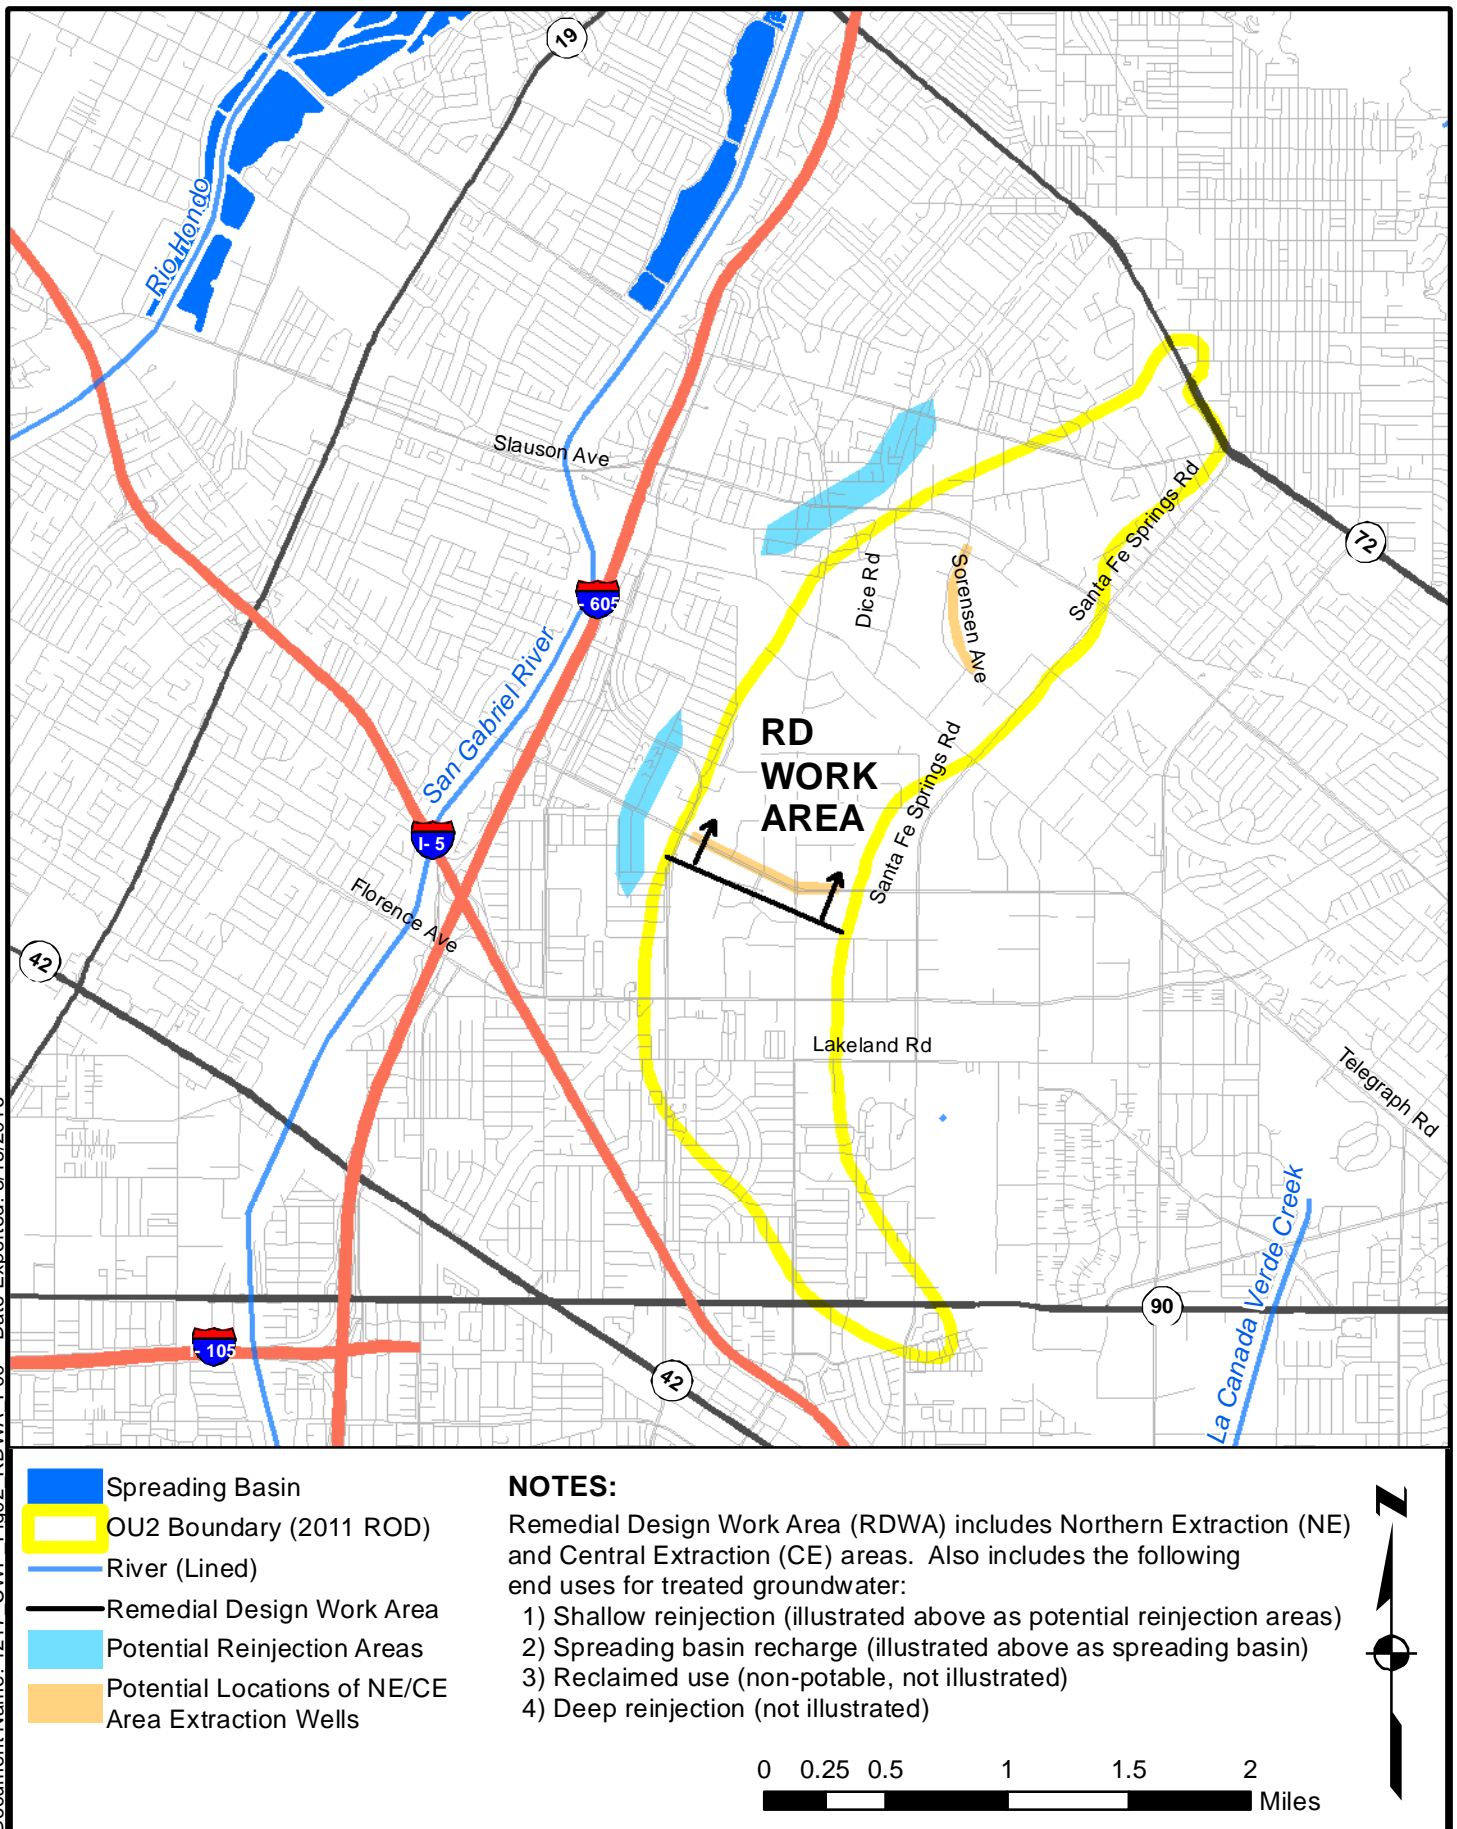 19
Rio Hondo
Slauson Ave
Santa Fe Springs Rd
72
Dice Rd
Sorensen Ave
- 605
San Gabriel River
RD
WORK
AREA
Santa Fe Springs Rd
I- 5
Florence Ave
42
Lakeland Rd
Telegraph Rd
La Canada Verde Creek
90
- 105
42
Spreading Basin
OU2 Boundary (2011 ROD)
River (Lined)
Remedial Design Work Area
Potential Reinjection Areas
Potential Locations of NE/CE
Area Extraction Wells
NOTES:
Remedial Design Work Area (RDWA) includes Northern Extraction (NE)
and Central Extraction (CE) areas. Also includes the following
end uses for treated groundwater:
1) Shallow reinjection (illustrated above as potential reinjection areas)
2) Spreading basin recharge (illustrated above as spreading basin)
3) Reclaimed use (non-potable, not illustrated)
4) Deep reinjection (not illustrated)
N
0 0.25 0.5 1 1.5 2
Miles